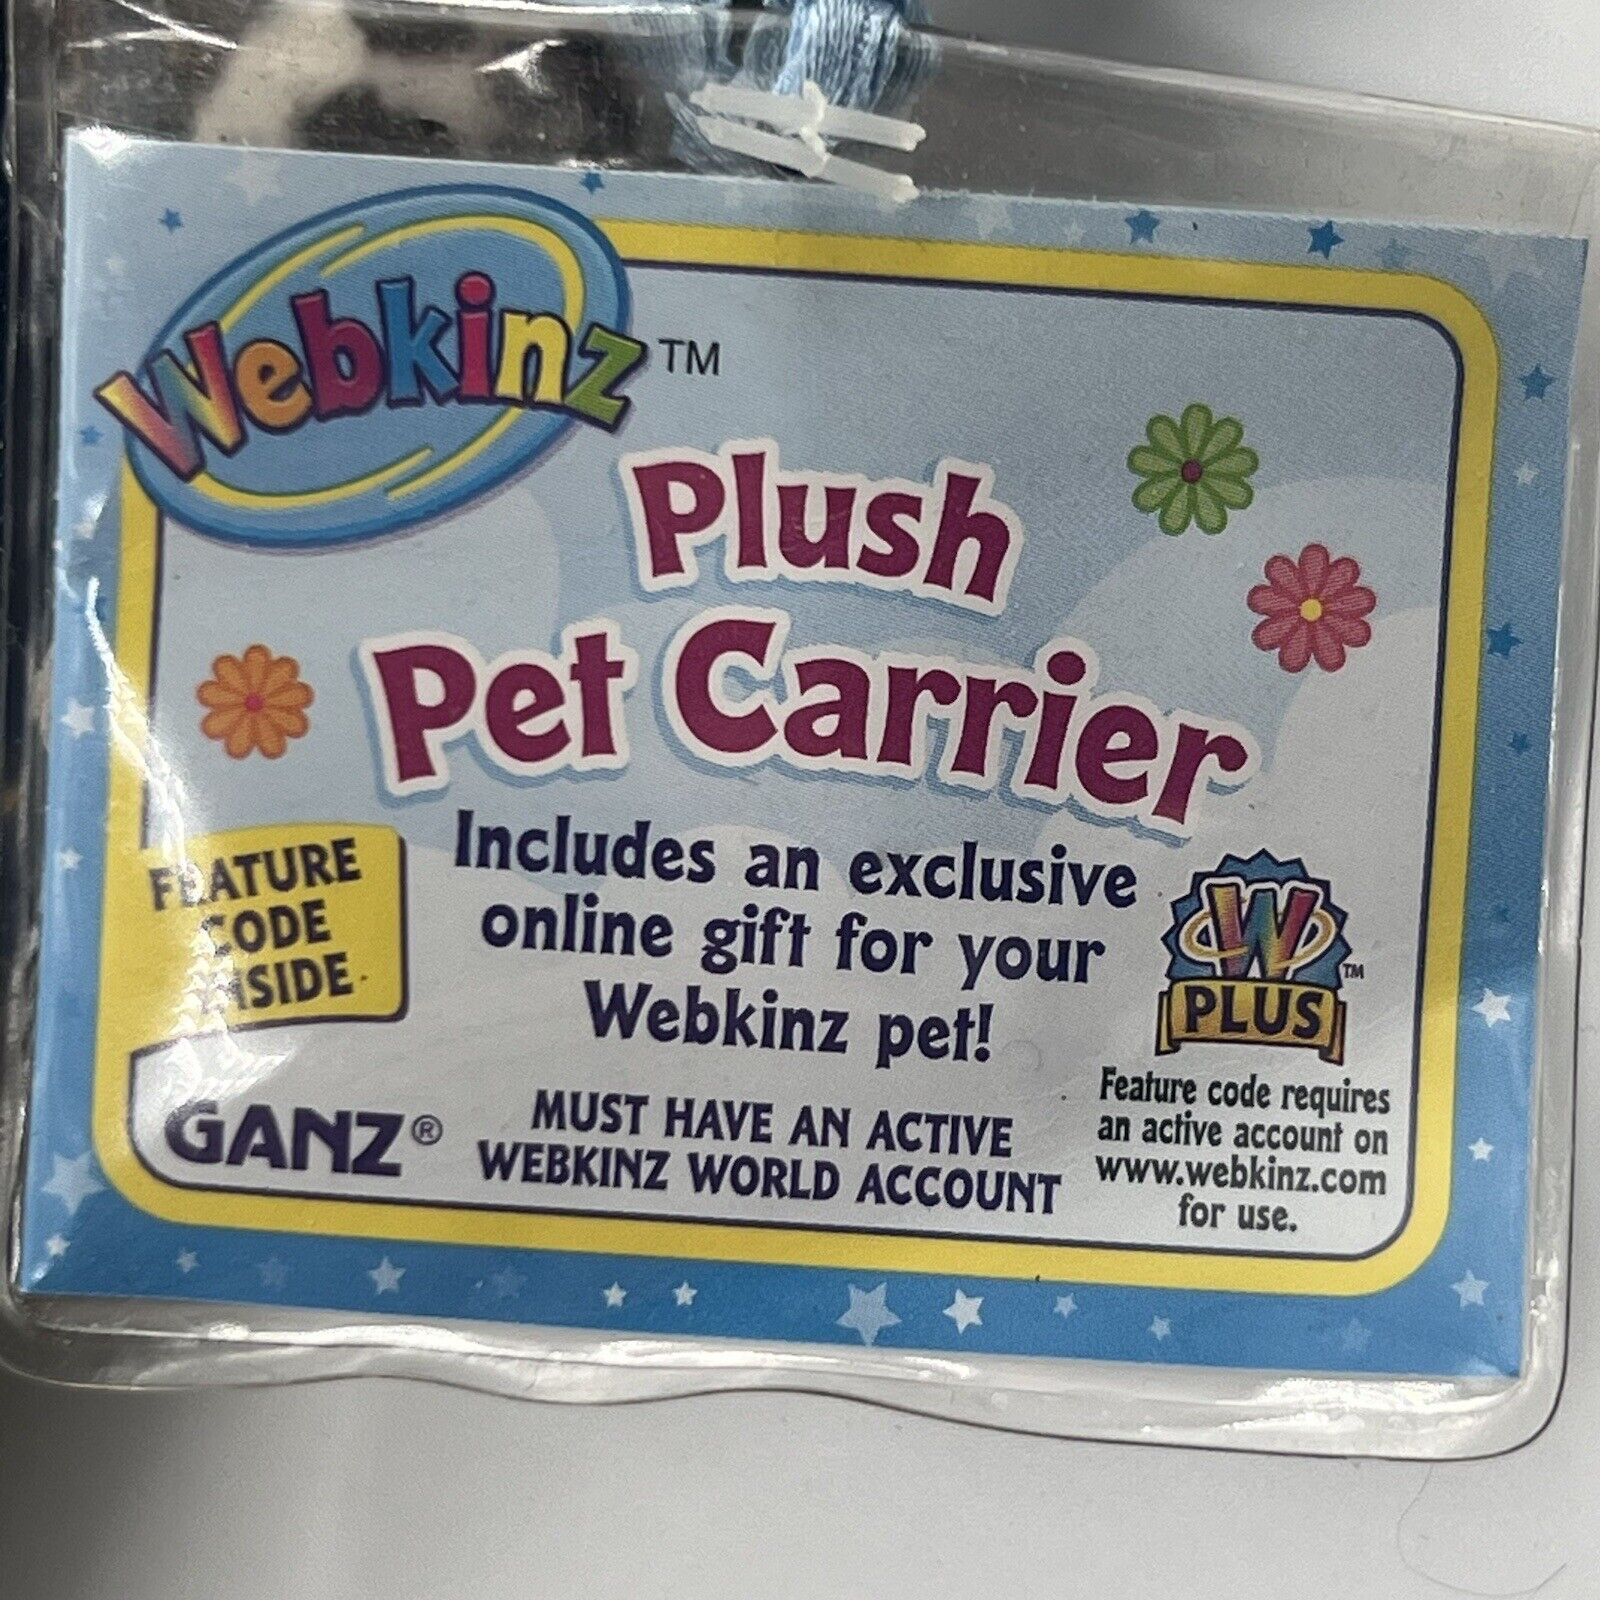 Webkinz™
Plush
Pet Carrier
FEATURE
CODE
INSIDE
Includes an exclusive
online gift for your
Webkinz pet!
W
PLUS™
GANZ®
MUST HAVE AN ACTIVE
WEBKINZ WORLD ACCOUNT
Feature code requires
an active account on
www.webkinz.com
for use.